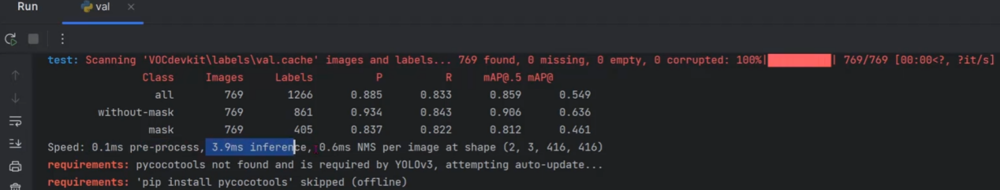 Run val
test: Scanning 'VOCdevkit\labels\val.cache' images and labels... 769 found, 0 missing, 0 empty, 0 corrupted: 100%| | 769/769 [00:00<?, ?it/s]
Class Images Labels P R mAP@.5 mAP@
all 769 1266 0.885 0.833 0.859 0.549
without-mask 769 861 0.934 0.843 0.906 0.636
mask 769 405 0.837 0.822 0.812 0.461
Speed: 0.1ms pre-process, 3.9ms inference, 0.6ms NMS per image at shape (2, 3, 416, 416)
requirements: pycocotools not found and is required by YOLOv3, attempting auto-update...
requirements: 'pip install pycocotools' skipped (offline)